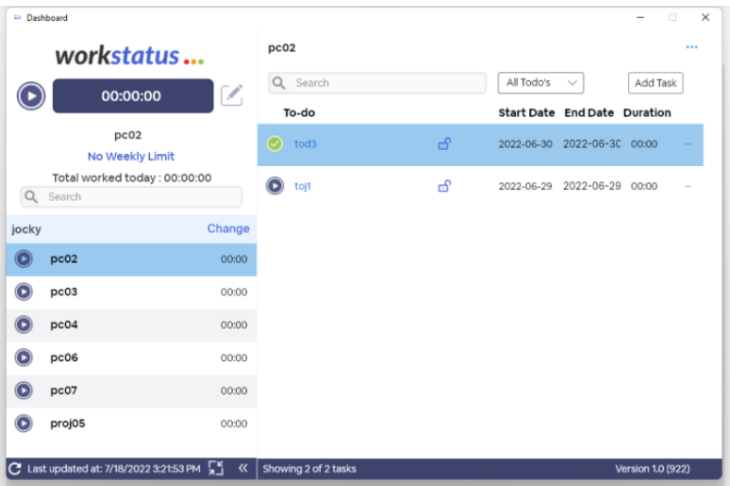 Dashboard
workstatus
00:00:00
pc02
No Weekly Limit
Total worked today : 00:00:00
Search
jocky Change
pc02 00:00
pc03 00:00
pc04 00:00
pc06 00:00
pc07 00:00
proj05 00:00
Last updated at: 7/18/2022 3:21:53 PM
pc02
Search All Todo's Add Task
To-do Start Date End Date Duration
tod3 2022-06-30 2022-06-30 00:00 –
toj1 2022-06-29 2022-06-29 00:00 –
Showing 2 of 2 tasks Version 1.0 (922)